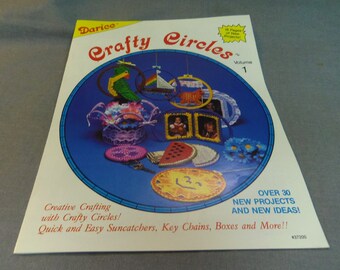 Darice
Crafty Circles™
Volume
1
OVER 30
NEW PROJECTS
AND NEW IDEAS!
Creative Crafting
with Crafty Circles!
Quick and Easy Suncatchers, Key Chains, Boxes and More!!